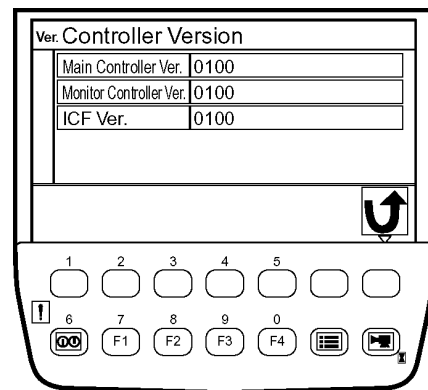 Ver. Controller Version
Main Controller Ver. 0100
Monitor Controller Ver. 0100
ICF Ver. 0100
1 2 3 4 5
!
6 7 8 9 0
F1 F2 F3 F4